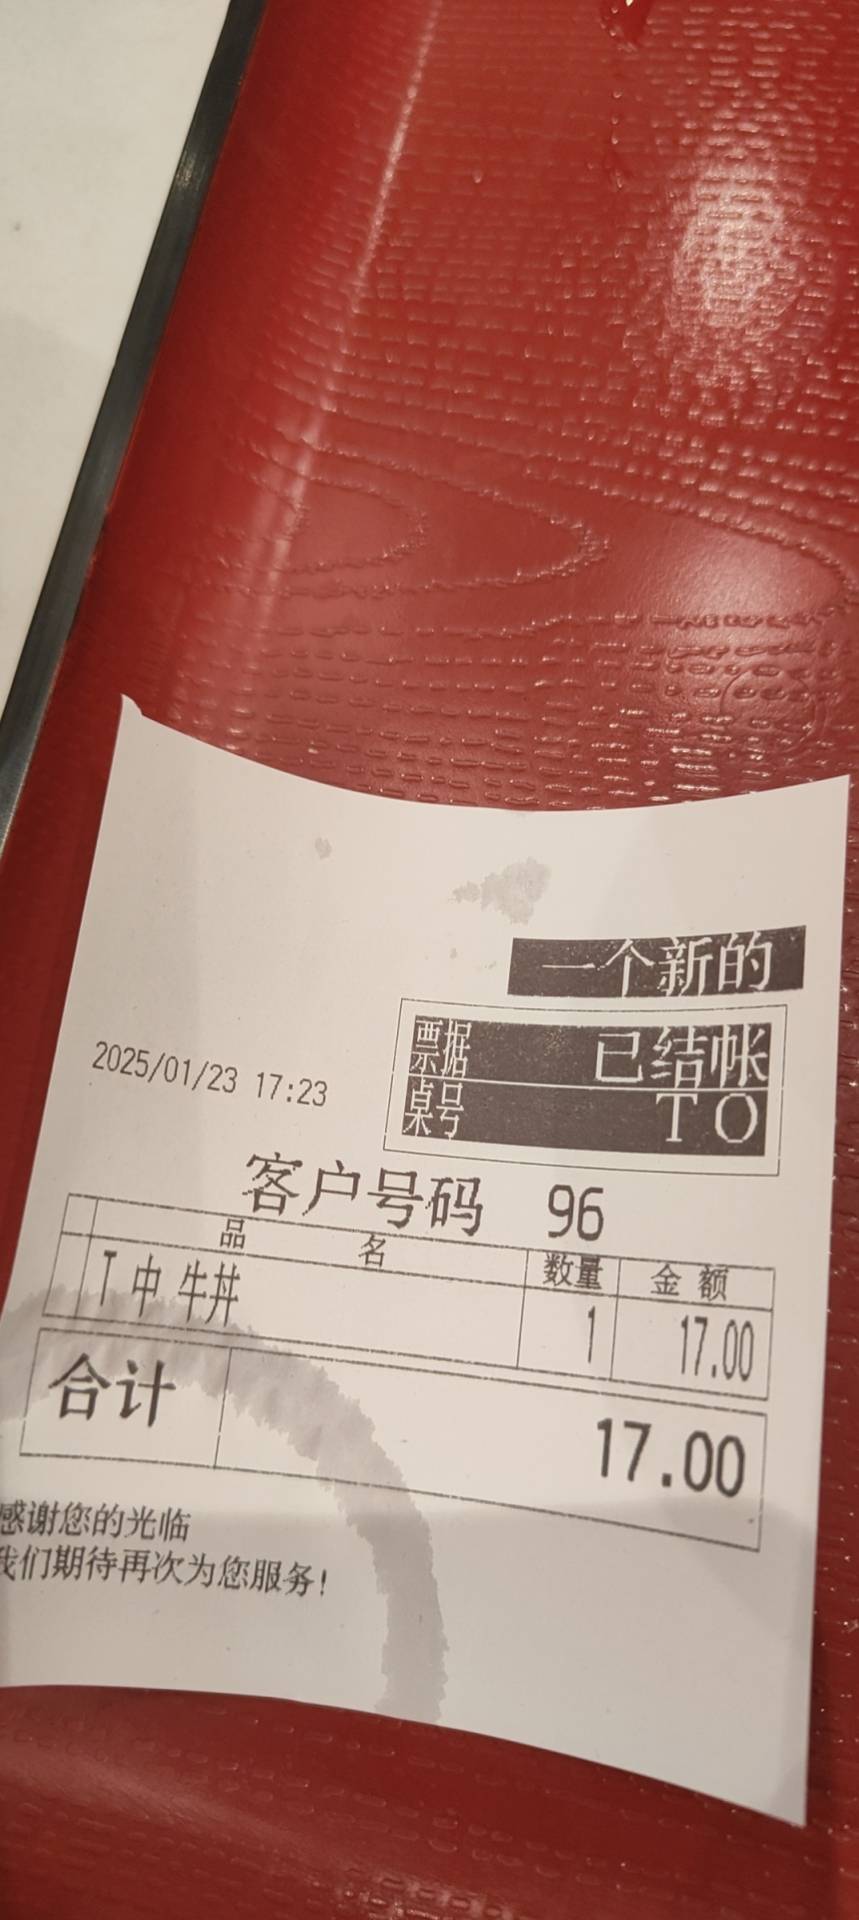 一个新的
票据 已结帐
2025/01/23 17:23
桌号 TO
客户号码 96
品名 数量 金额
T 中 牛丼 1 17.00
合计 17.00
感谢您的光临
我们期待再次为您服务!